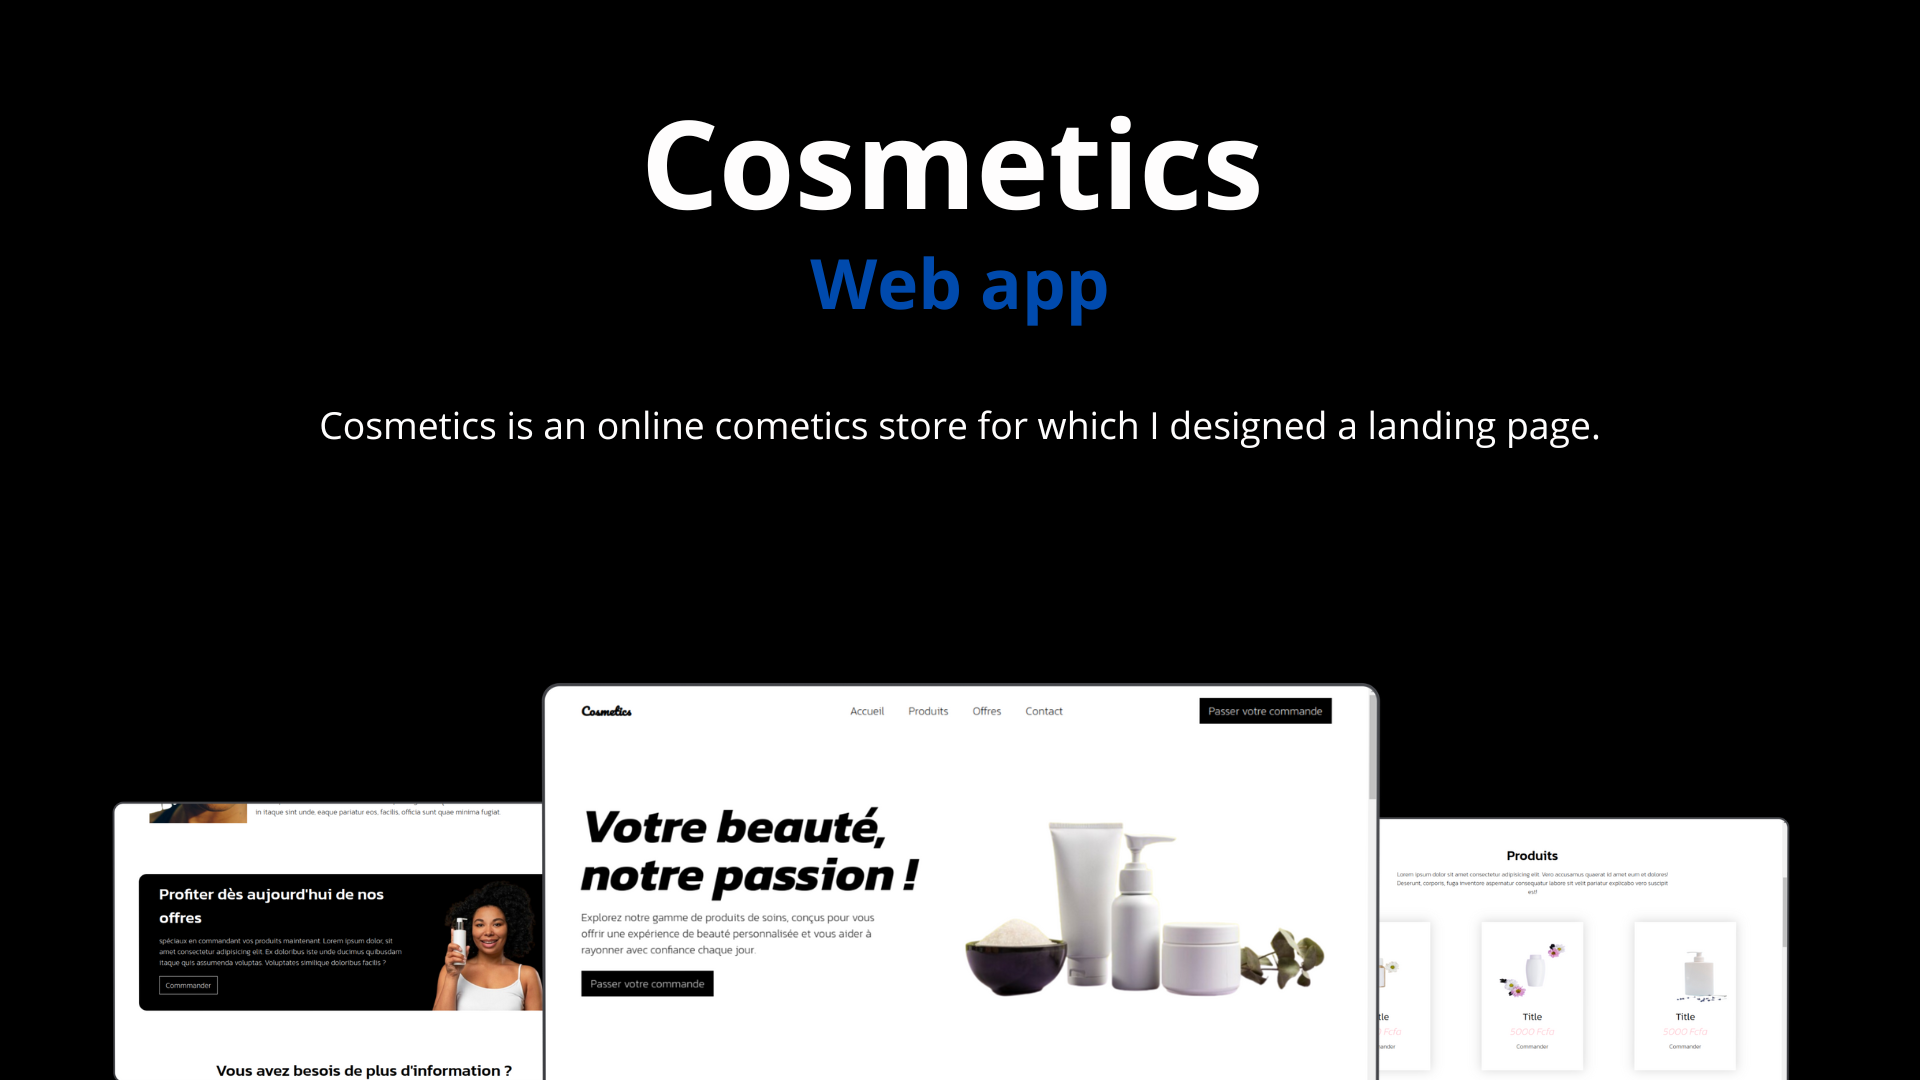 Cosmetics
Web app
Cosmetics is an online cometics store for which I designed a landing page.
Cosmetics
Accueil Produits Offres Contact
Passer votre commande
Votre beauté,
notre passion !
Explorez notre gamme de produits de soins, conçus pour vous
offrir une expérience de beauté personnalisée et vous aider à
rayonner avec confiance chaque jour.
Passer votre commande
in itaque sint unde, eaque pariatur eos, facilis, officia sunt quae minima fugiat.
Profiter dès aujourd'hui de nos
offres
spéciaux en commandant vos produits maintenant. Lorem ipsum dolor, sit
amet consectetur adipisicing elit. Ex doloribus iste unde ducimus quibusdam
itaque quis assumenda voluptas. Voluptates similique doloribus facilis ?
Commmander
Vous avez besois de plus d'information ?
Produits
Lorem ipsum dolor sit amet consectetur adipisicing elit. Vero accusamus quaerat id amet eum et dolores!
Deserunt, corporis, fuga inventore aspernatur consequatur labore sit velit pariatur explicabo vero suscipit
est!
Title
5000 Fcfa
Commander
Title
5000 Fcfa
Commander